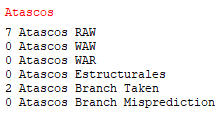 Atascos
7 Atascos RAW
0 Atascos WAW
0 Atascos WAR
0 Atascos Estructurales
2 Atascos Branch Taken
0 Atascos Branch Misprediction